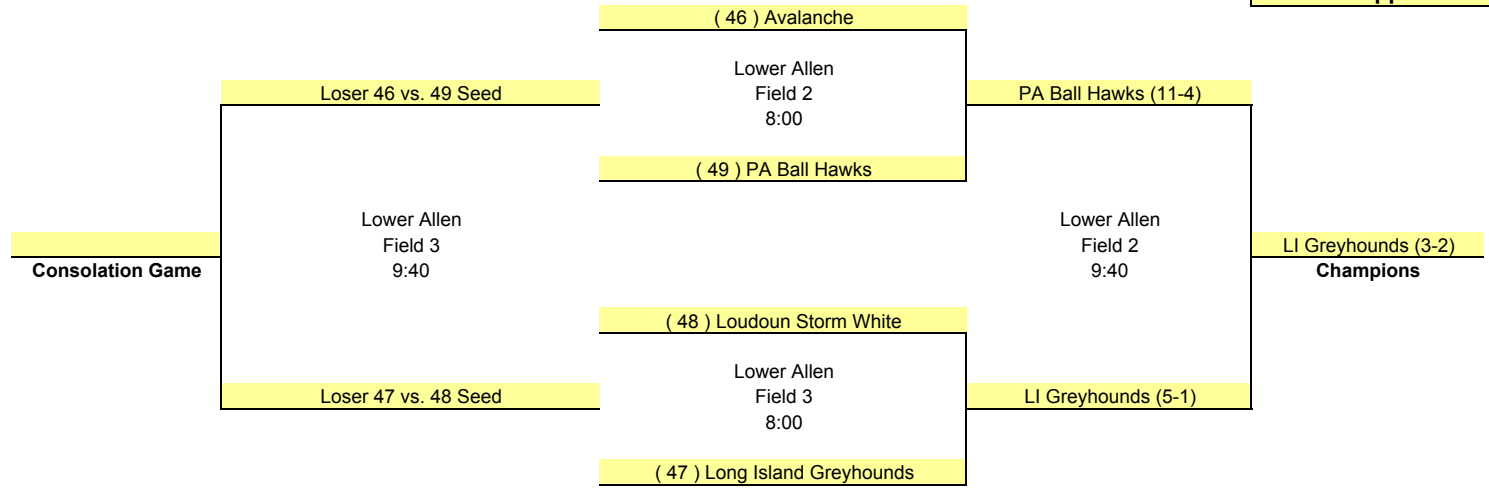 ( 46 ) Avalanche
Lower Allen
Field 2
8:00
Loser 46 vs. 49 Seed
PA Ball Hawks (11-4)
( 49 ) PA Ball Hawks
Lower Allen
Field 3
9:40
Lower Allen
Field 2
9:40
Consolation Game
LI Greyhounds (3-2)
Champions
( 48 ) Loudoun Storm White
Lower Allen
Field 3
8:00
Loser 47 vs. 48 Seed
LI Greyhounds (5-1)
( 47 ) Long Island Greyhounds